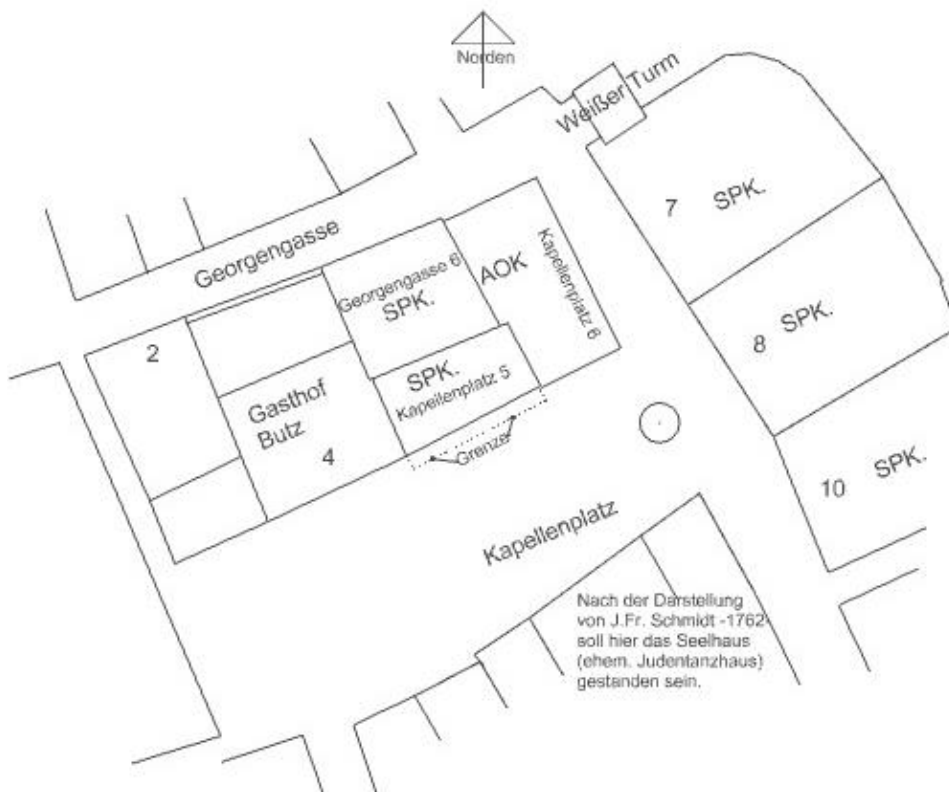 Norden
Weißer Turm
7 SPK.
Georgengasse
Georgengasse 6
SPK.
AOK
Kapellenplatz 6
8 SPK.
2
SPK.
Kapellenplatz 5
Gasthof
Butz
4
Grenze
10 SPK.
Kapellenplatz
Nach der Darstellung
von J.Fr. Schmidt -1762-
soll hier das Seelhaus
(ehem. Judentanzhaus)
gestanden sein.